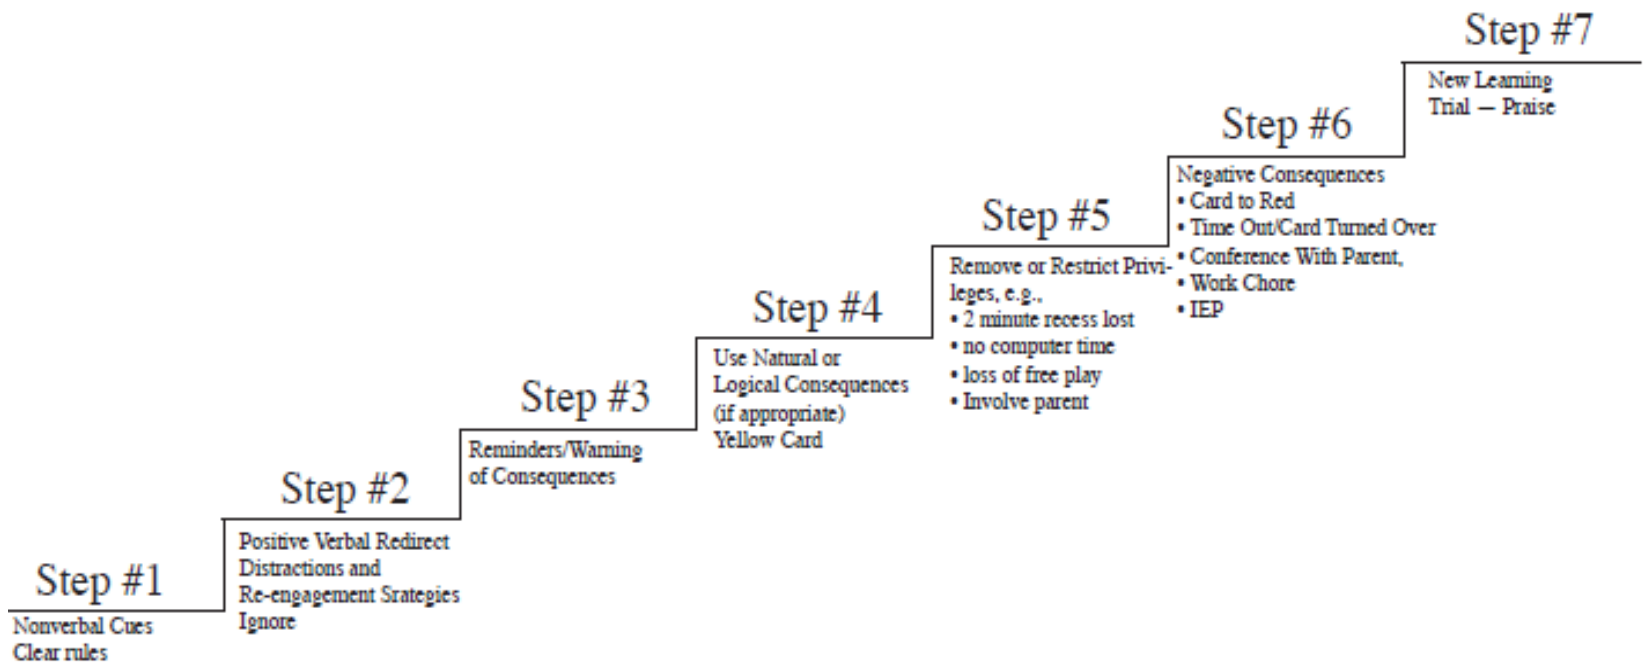 Step #1
Nonverbal Cues
Clear rules
Step #2
Positive Verbal Redirect
Distractions and
Re-engagement Srategies
Ignore
Step #3
Reminders/Warning
of Consequences
Step #4
Use Natural or
Logical Consequences
(if appropriate)
Yellow Card
Step #5
Remove or Restrict Privi-
leges, e.g.,
• 2 minute recess lost
• no computer time
• loss of free play
• Involve parent
Step #6
Negative Consequences
• Card to Red
• Time Out/Card Turned Over
• Conference With Parent,
• Work Chore
• IEP
Step #7
New Learning
Trial — Praise